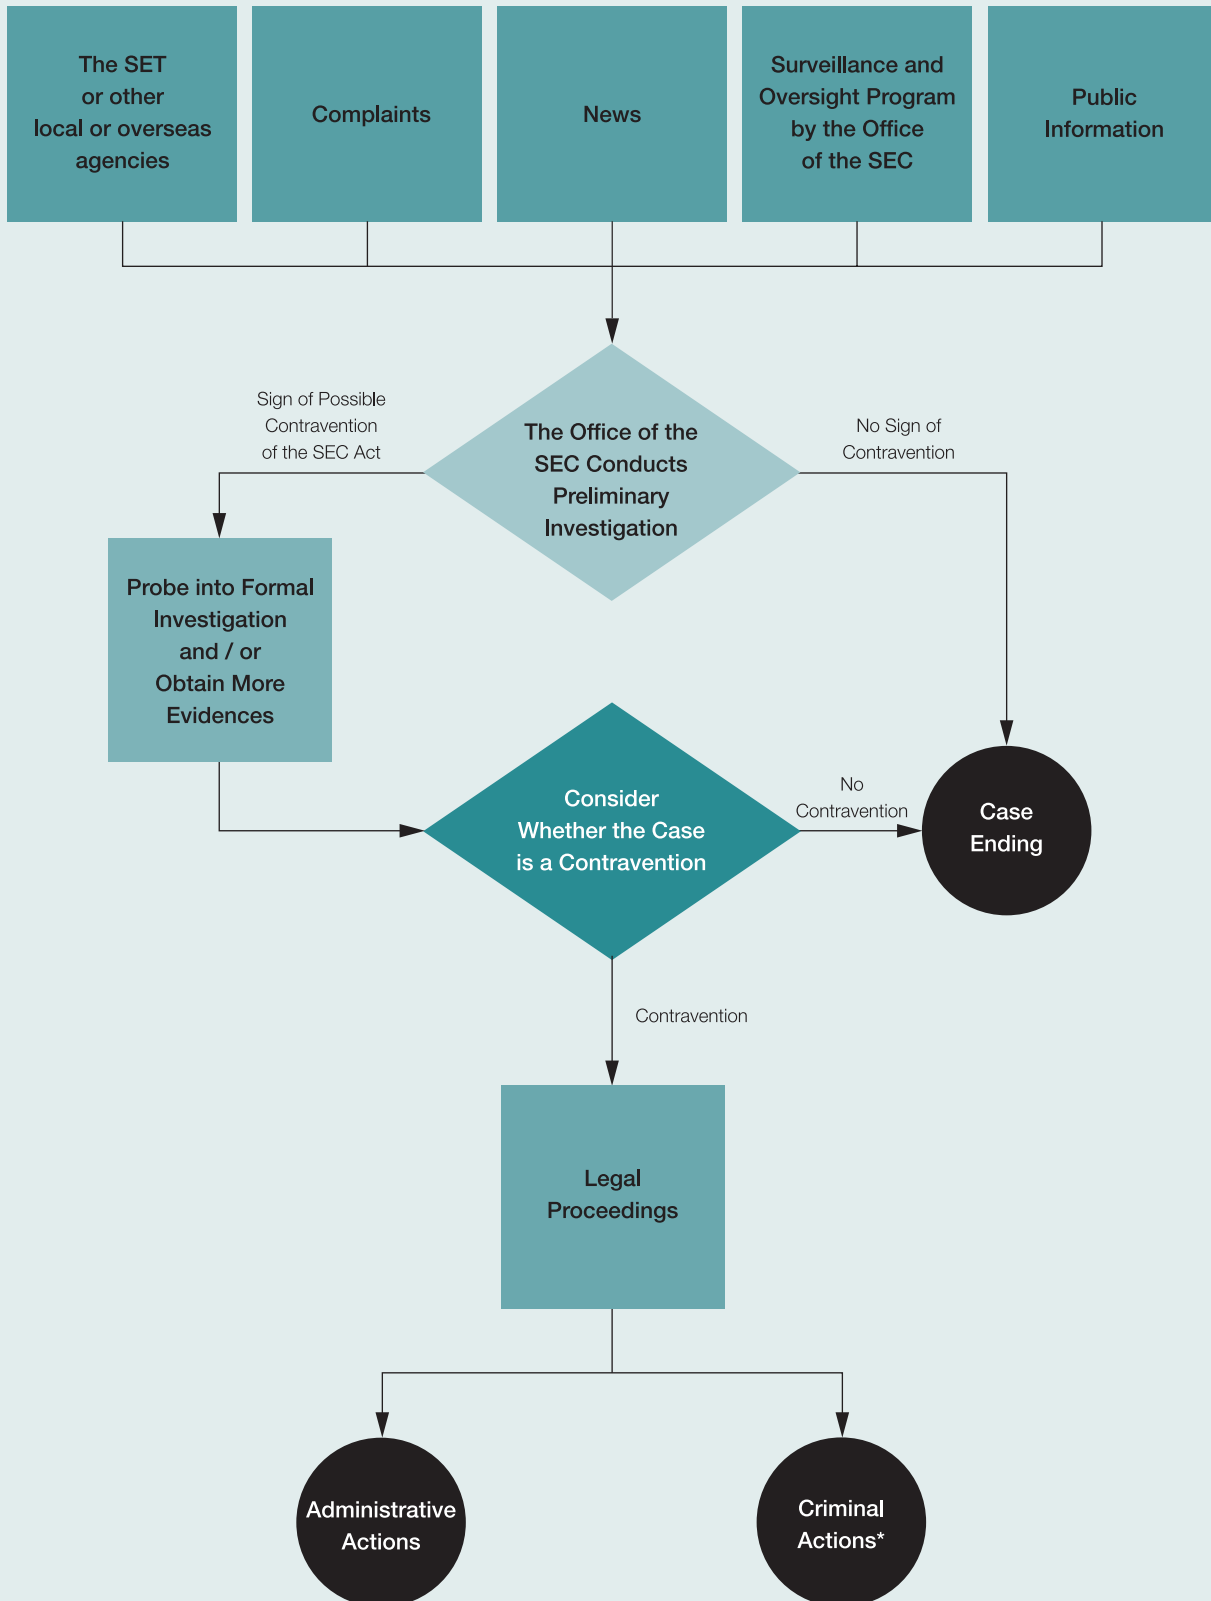 The SET
or other
local or overseas
agencies
Complaints
News
Surveillance and
Oversight Program
by the Office
of the SEC
Public
Information
Sign of Possible
Contravention
of the SEC Act
The Office of the
SEC Conducts
Preliminary
Investigation
No Sign of
Contravention
Probe into Formal
Investigation
and / or
Obtain More
Evidences
Consider
Whether the Case
is a Contravention
No
Contravention
Case
Ending
Contravention
Legal
Proceedings
Administrative
Actions
Criminal
Actions*